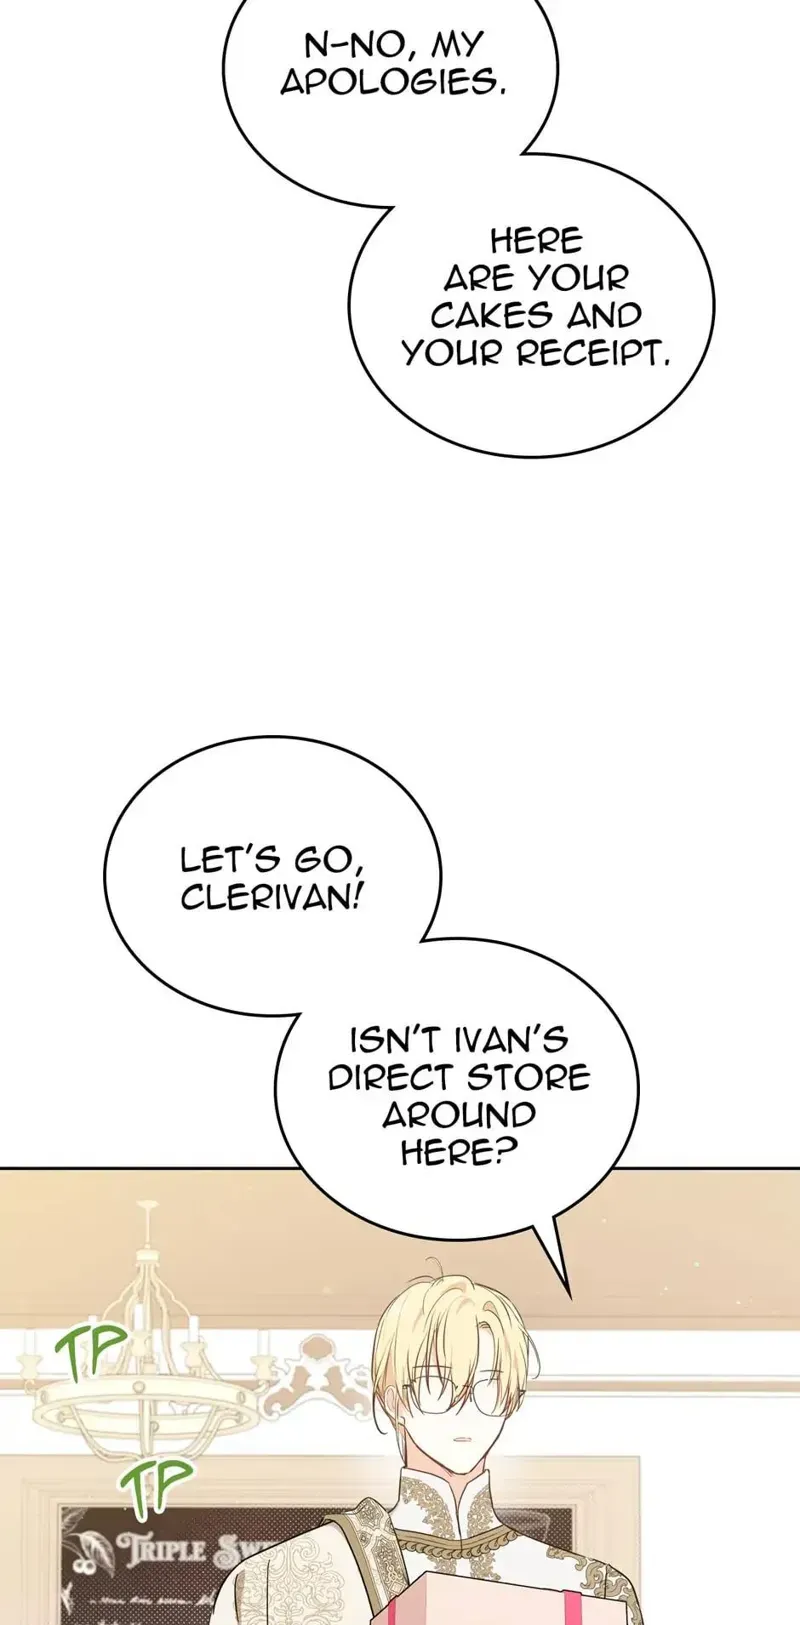 N-NO, MY
APOLOGIES.
HERE
ARE YOUR
CAKES AND
YOUR RECEIPT.
LET'S GO,
CLERIVAN!
ISN'T IVAN'S
DIRECT STORE
AROUND
HERE?
TP
TP
TRIPLE SWE